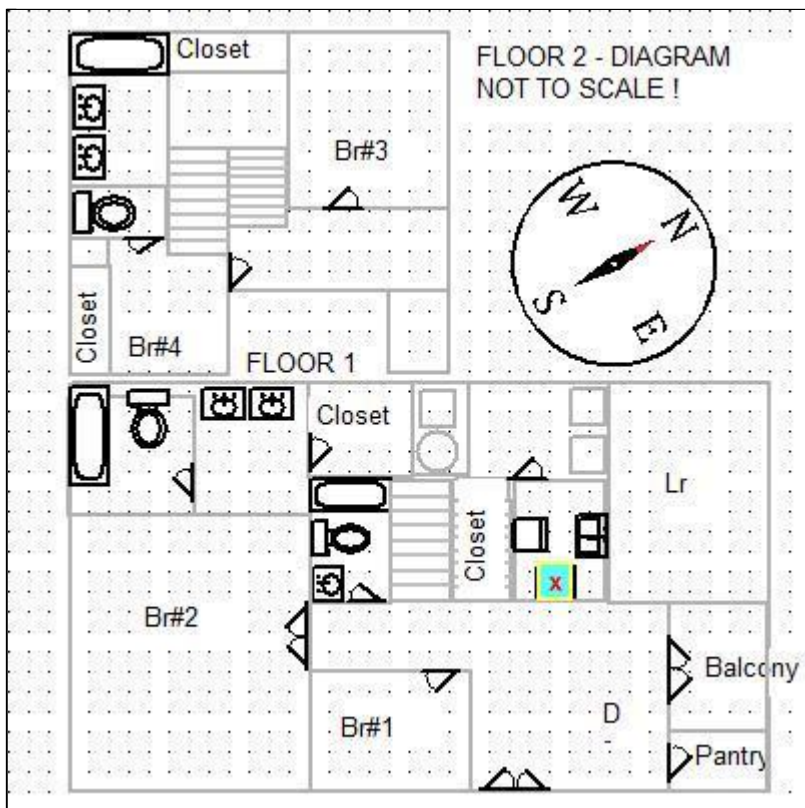 Closet
FLOOR 2 - DIAGRAM
NOT TO SCALE !
Br#3
W
N
S
E
Closet
Br#4
FLOOR 1
Closet
Lr
Closet
X
Br#2
Balcony
Br#1
D
Pantry